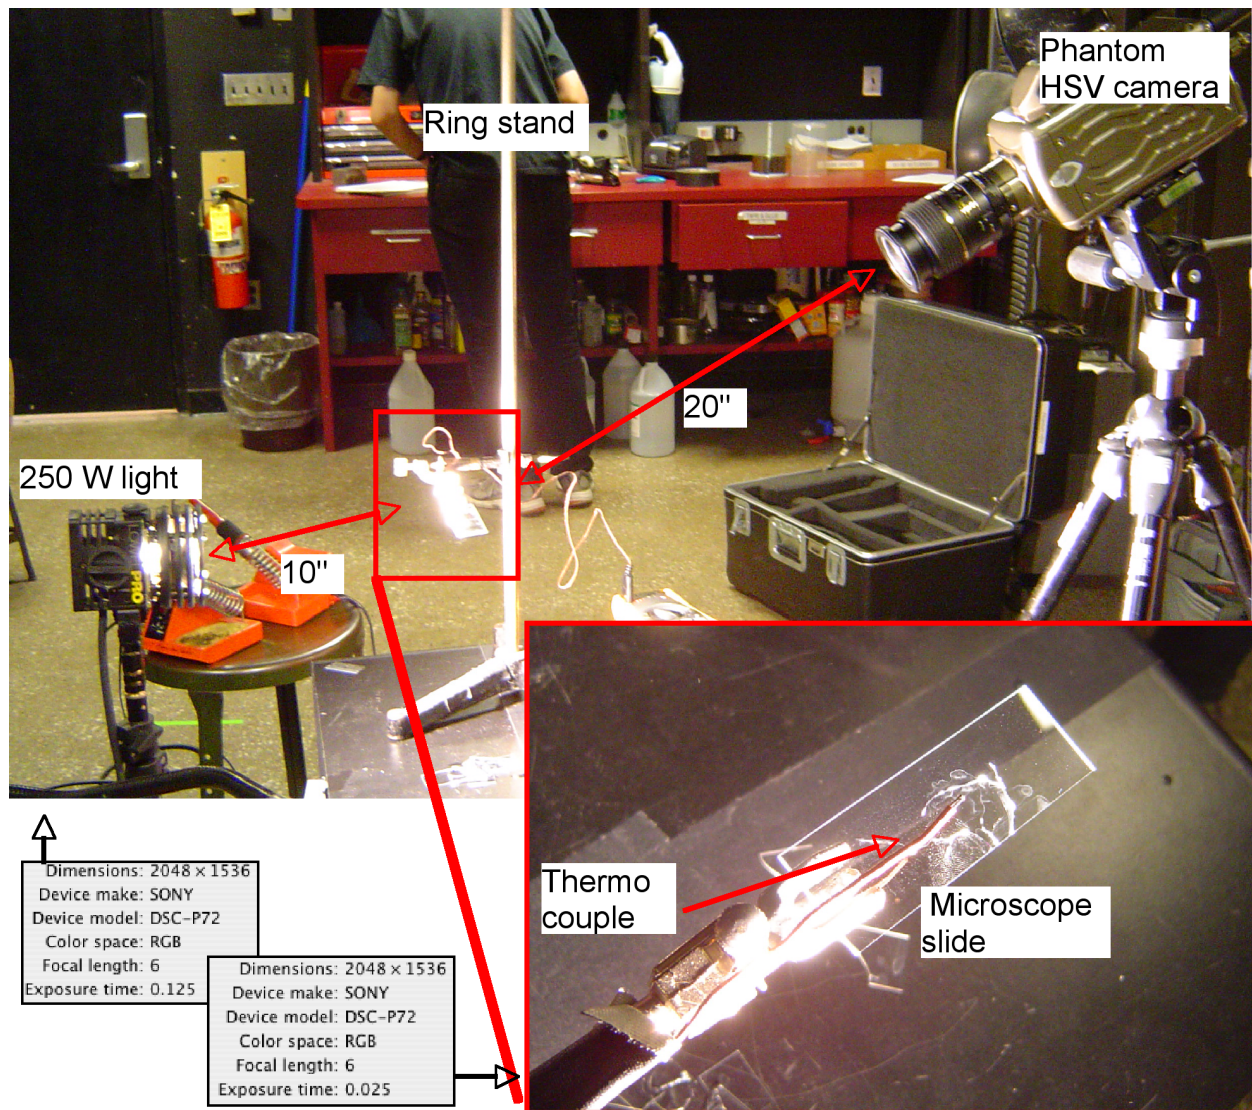 Phantom
HSV camera
Ring stand
20"
250 W light
10"
PRO
Thermo
couple
Microscope
slide
Dimensions: 2048 × 1536
Device make: SONY
Device model: DSC-P72
Color space: RGB
Focal length: 6
Exposure time: 0.125
Dimensions: 2048 × 1536
Device make: SONY
Device model: DSC-P72
Color space: RGB
Focal length: 6
Exposure time: 0.025